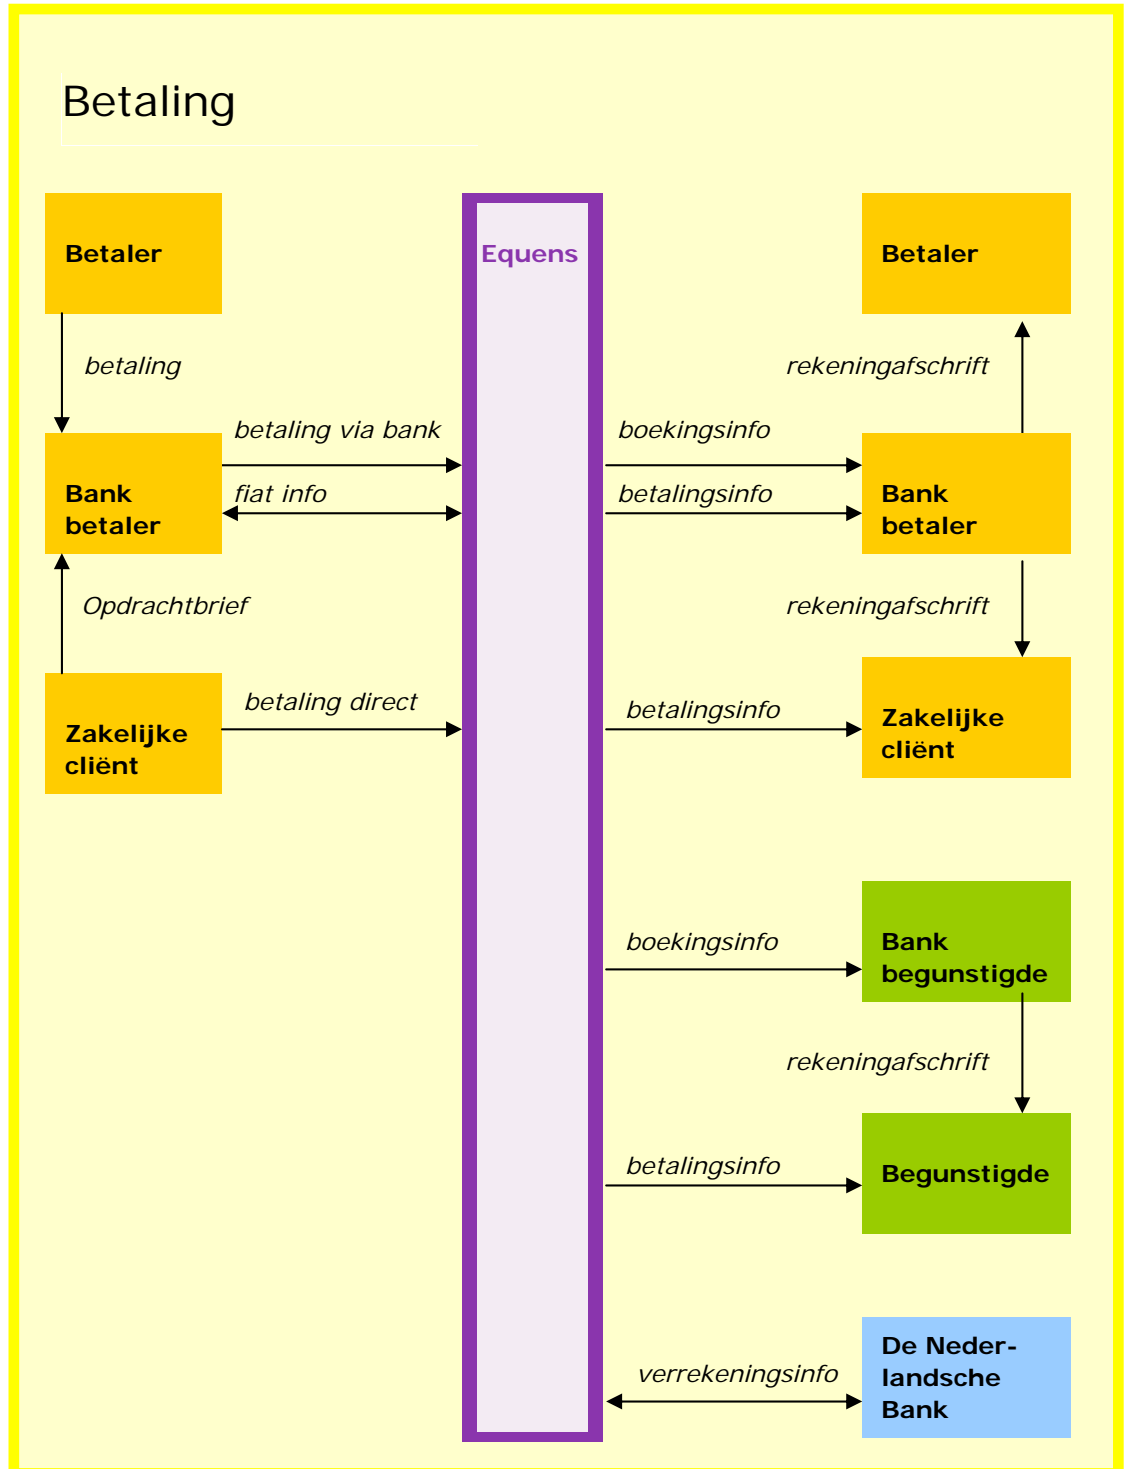 Betaling
Betaler
Equens
Betaler
betaling
rekeningafschrift
betaling via bank
boekingsinfo
Bank
betaler
fiat info
betalingsinfo
Bank
betaler
Opdrachtbrief
rekeningafschrift
Zakelijke
cliënt
betaling direct
betalingsinfo
Zakelijke
cliënt
boekingsinfo
Bank
begunstigde
rekeningafschrift
betalingsinfo
Begunstigde
verrekeningsinfo
De Neder-
landsche
Bank